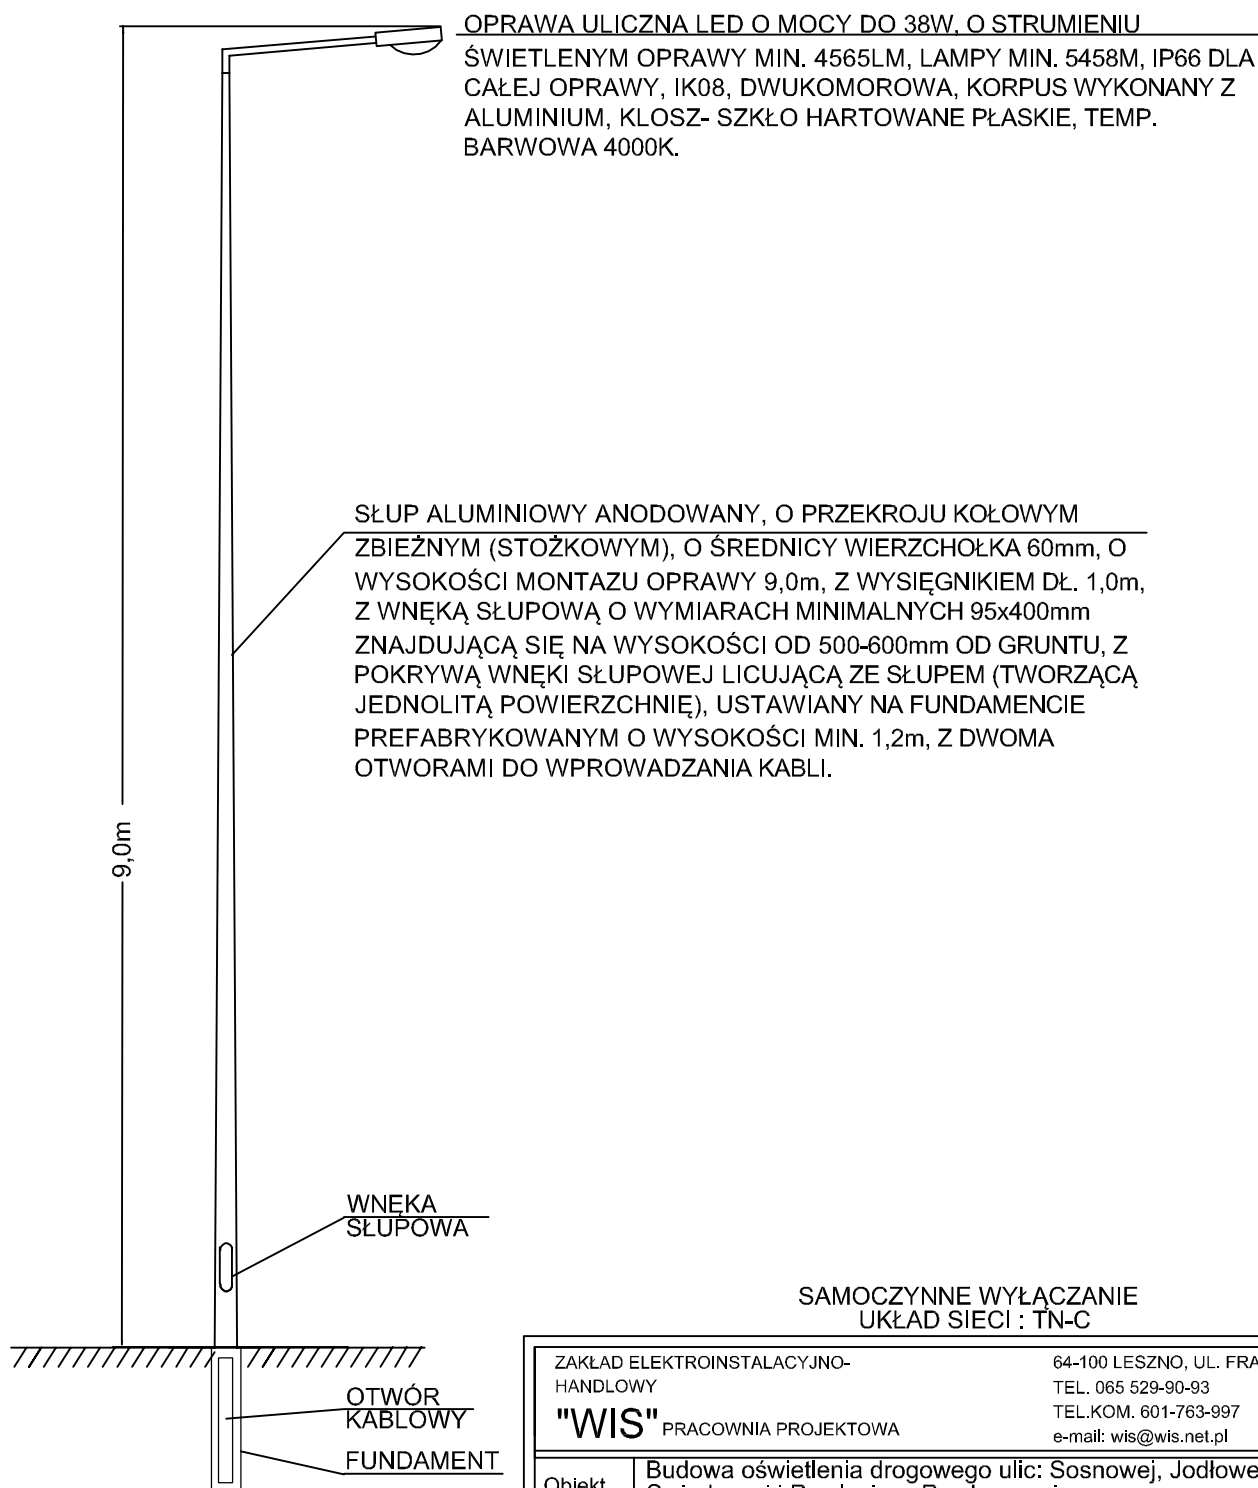 OPRAWA ULICZNA LED O MOCY DO 38W, O STRUMIENIU
ŚWIETLENYM OPRAWY MIN. 4565LM, LAMPY MIN. 5458M, IP66 DLA
CAŁEJ OPRAWY, IK08, DWUKOMOROWA, KORPUS WYKONANY Z
ALUMINIUM, KLOSZ- SZKŁO HARTOWANE PŁASKIE, TEMP.
BARWOWA 4000K.
SŁUP ALUMINIOWY ANODOWANY, O PRZEKROJU KOŁOWYM
ZBIEŻNYM (STOŻKOWYM), O ŚREDNICY WIERZCHOŁKA 60mm, O
WYSOKOŚCI MONTAZU OPRAWY 9,0m, Z WYSIĘGNIKIEM DŁ. 1,0m,
Z WNĘKĄ SŁUPOWĄ O WYMIARACH MINIMALNYCH 95x400mm
ZNAJDUJĄCĄ SIĘ NA WYSOKOŚCI OD 500-600mm OD GRUNTU, Z
POKRYWĄ WNĘKI SŁUPOWEJ LICUJĄCĄ ZE SŁUPEM (TWORZĄCĄ
JEDNOLITĄ POWIERZCHNIĘ), USTAWIANY NA FUNDAMENCIE
PREFABRYKOWANYM O WYSOKOŚCI MIN. 1,2m, Z DWOMA
OTWORAMI DO WPROWADZANIA KABLI.
9,0m
WNĘKA
SŁUPOWA
SAMOCZYNNE WYŁĄCZANIE
UKŁAD SIECI : TN-C
OTWÓR
KABLOWY
FUNDAMENT
ZAKŁAD ELEKTROINSTALACYJNO-
HANDLOWY
"WIS" PRACOWNIA PROJEKTOWA
64-100 LESZNO, UL. FRA
TEL. 065 529-90-93
TEL.KOM. 601-763-997
e-mail: wis@wis.net.pl
Obiekt
Budowa oświetlenia drogowego ulic: Sosnowej, Jodłowe